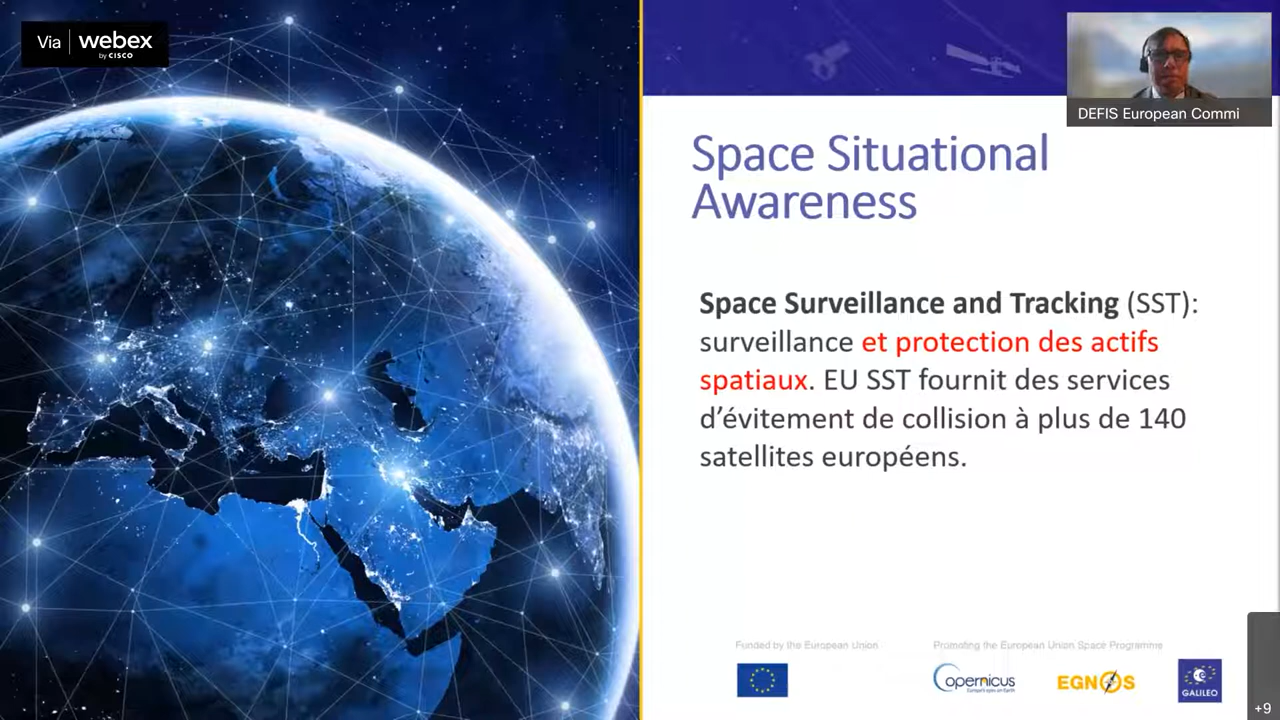 Via webex
by CISCO
DEFIS European Commi
Space Situational
Awareness
Space Surveillance and Tracking (SST):
surveillance et protection des actifs
spatiaux. EU SST fournit des services
d’évitement de collision à plus de 140
satellites européens.
Funded by the European Union
Promoting the European Union Space Programme
opernicus
Europe's eyes on Earth
EGNOS
GALILEO
+9